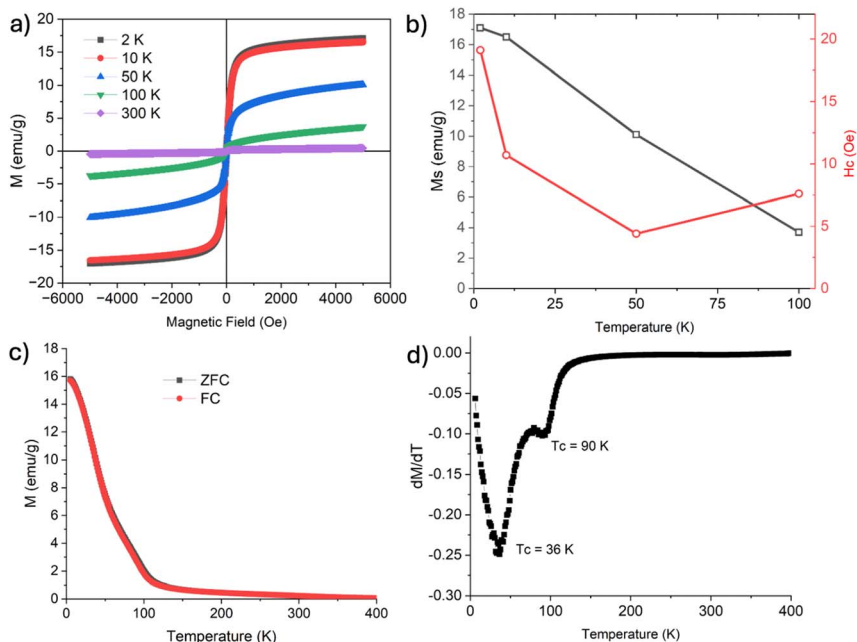 a)
20
15
10
5
0
−5
−10
−15
−20
M (emu/g)
2 K
10 K
50 K
100 K
300 K
−6000 −4000 −2000 0 2000 4000 6000
Magnetic Field (Oe)
b)
18
16
14
12
10
8
6
4
2
0
Ms (emu/g)
20
15
10
5
0
Hc (Oe)
0 25 50 75 100
Temperature (K)
c)
16
14
12
10
8
6
4
2
0
M (emu/g)
ZFC
FC
0 100 200 300 400
Temperature (K)
d)
0.00
-0.05
-0.10
-0.15
-0.20
-0.25
-0.30
dM/dT
Tc = 90 K
Tc = 36 K
0 100 200 300 400
Temperature (K)